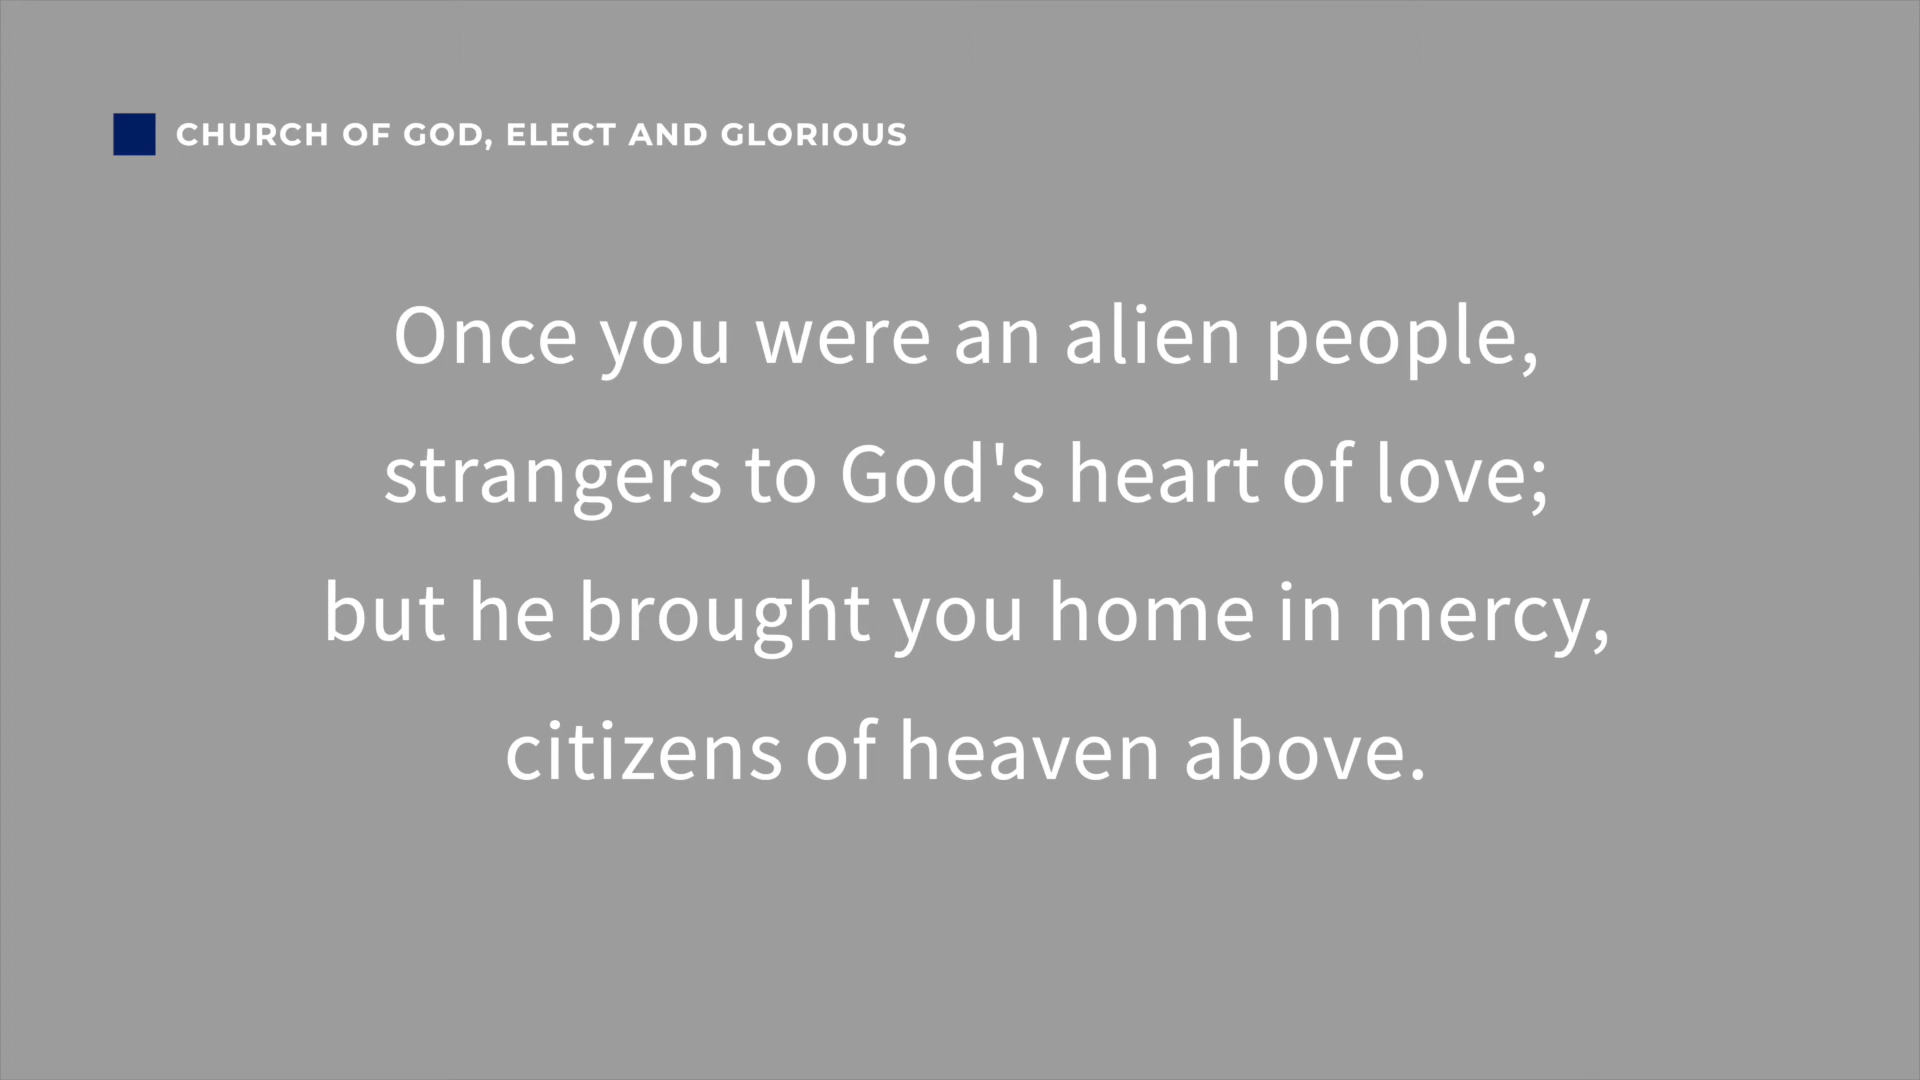 CHURCH OF GOD, ELECT AND GLORIOUS
Once you were an alien people,
strangers to God's heart of love;
but he brought you home in mercy,
citizens of heaven above.